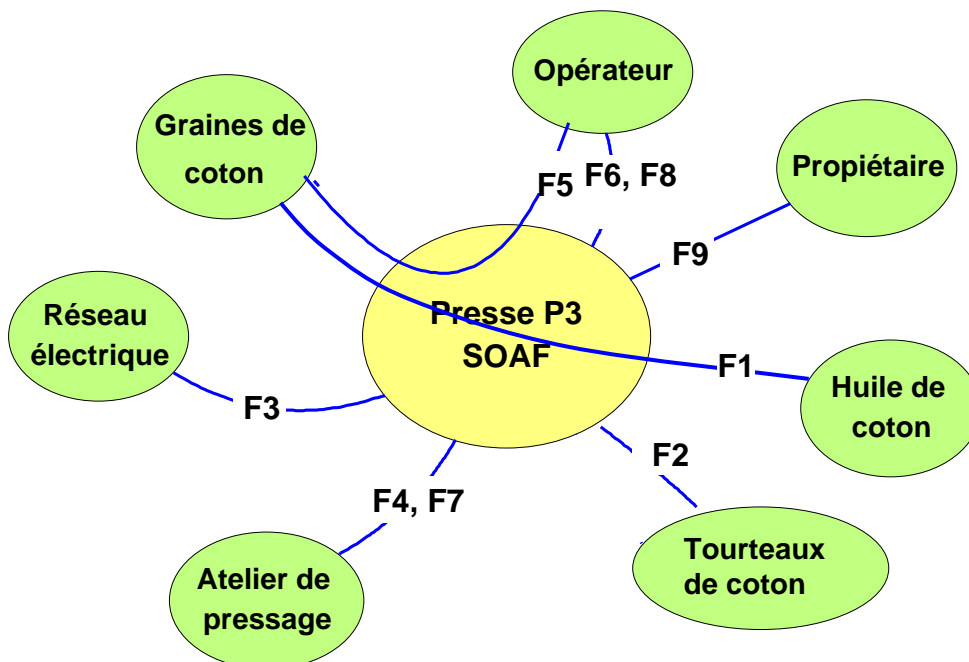 Opérateur
Graines de
coton
Propiétaire
F5
F6, F8
F9
Réseau
électrique
Presse P3
SOAF
F1
Huile de
coton
F3
F2
F4, F7
Tourteaux
de coton
Atelier de
pressage